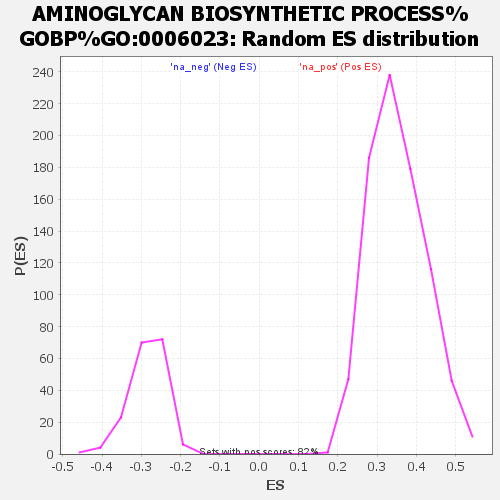 AMINOGLYCAN BIOSYNTHETIC PROCESS%
GOBP%GO:0006023: Random ES distribution
'na_neg' (Neg ES) 'na_pos' (Pos ES)
240
220
200
180
160
140
120
100
80
60
40
20
0
P(ES)
Sets with pos scores: 82%
-0.5 -0.4 -0.3 -0.2 -0.1 0.0 0.1 0.2 0.3 0.4 0.5
ES